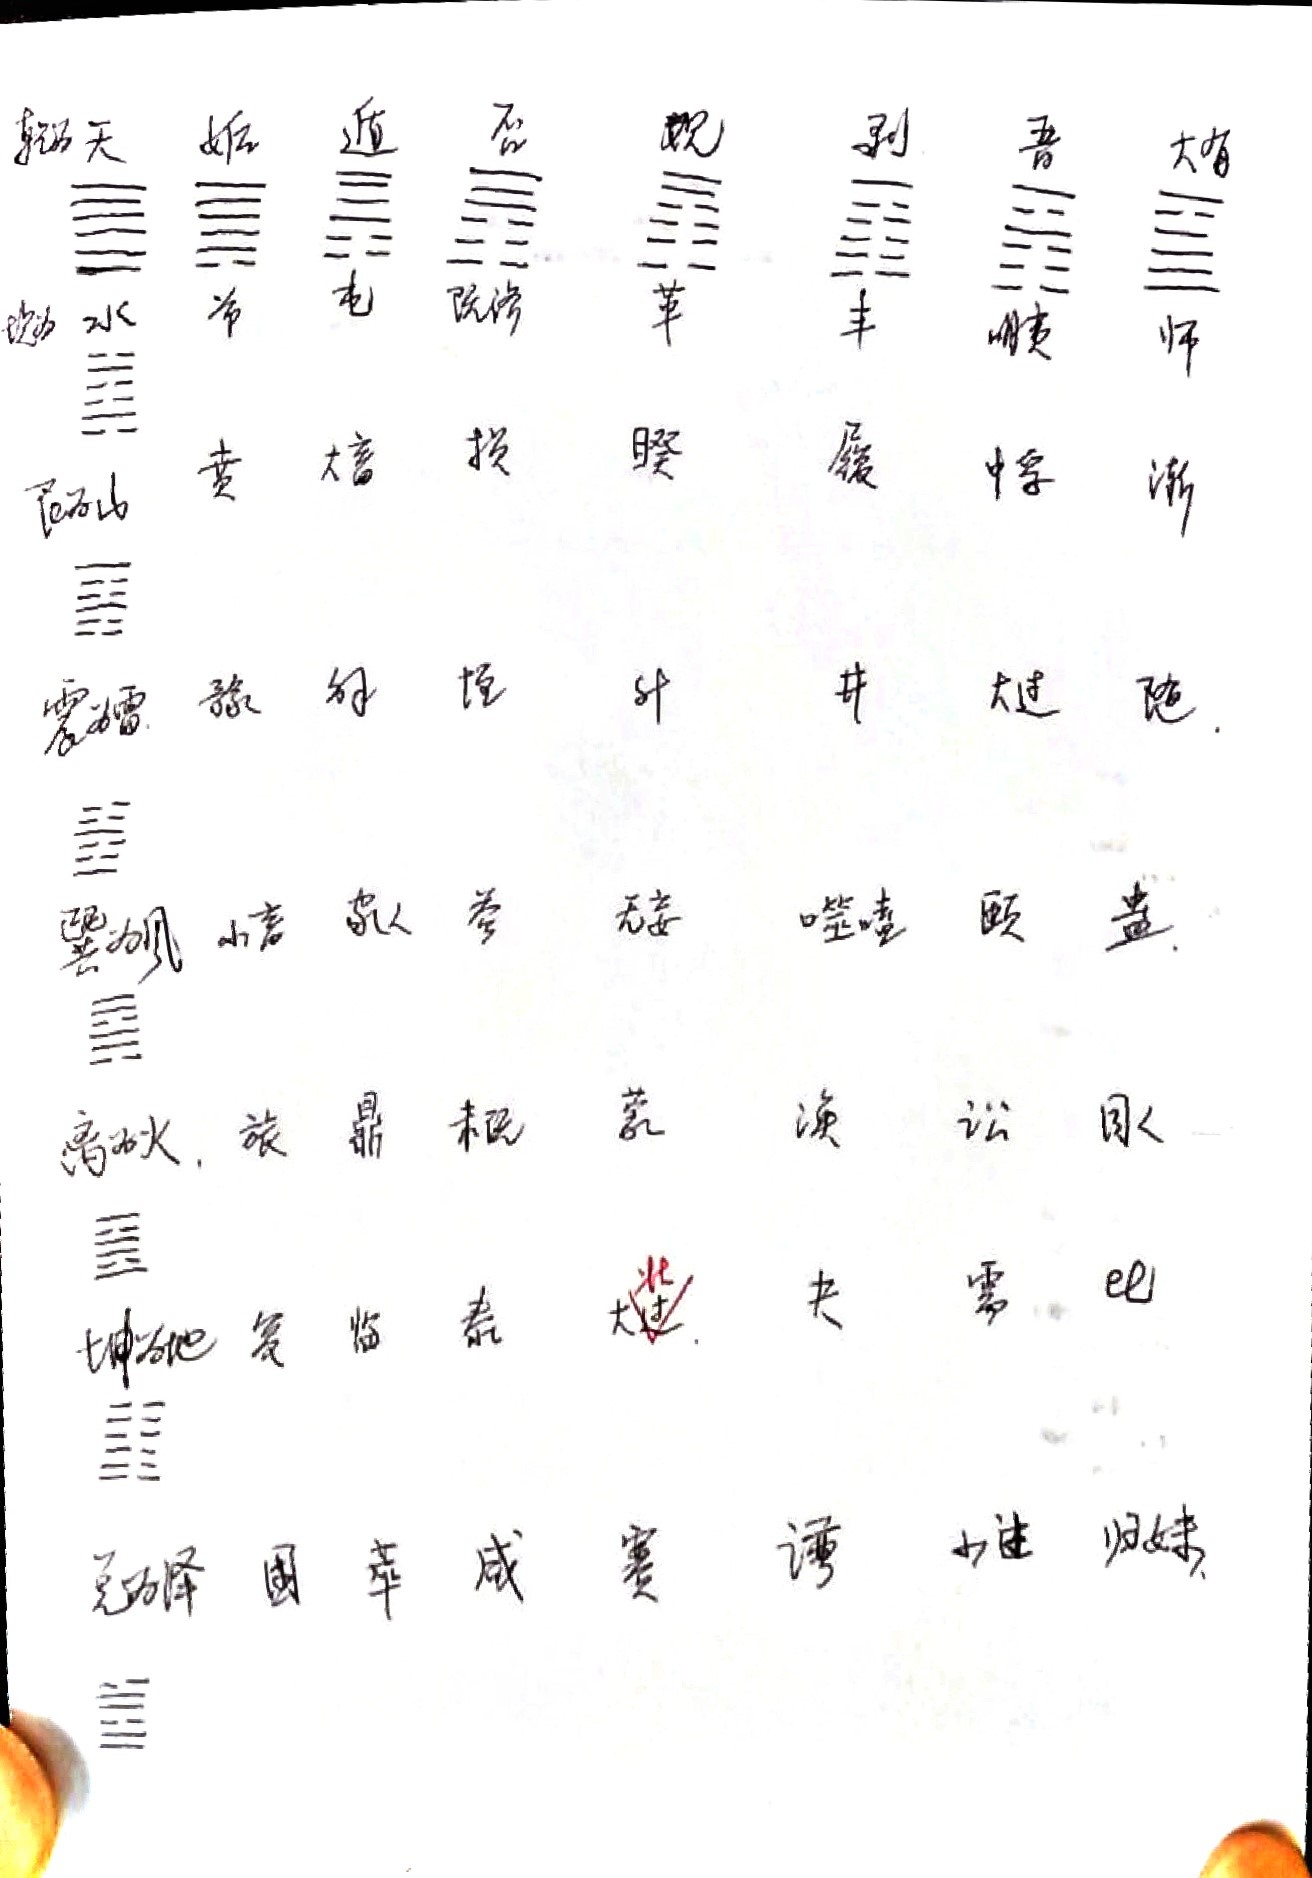 乾为天 姤 遁 否 观 剥 晋 大有
坎为水 节 屯 既济 革 丰 明夷 师
艮为山 贲 大畜 损 睽 履 中孚 渐
震为雷 豫 解 恒 升 井 大过 随
巽为风 小畜 家人 益 无妄 噬嗑 颐 蛊
离为火 旅 鼎 未既 蒙 涣 讼 同人
坤为地 复 临 泰 大壮 夬 需 比
兑为泽 困 萃 咸 小过 归妹